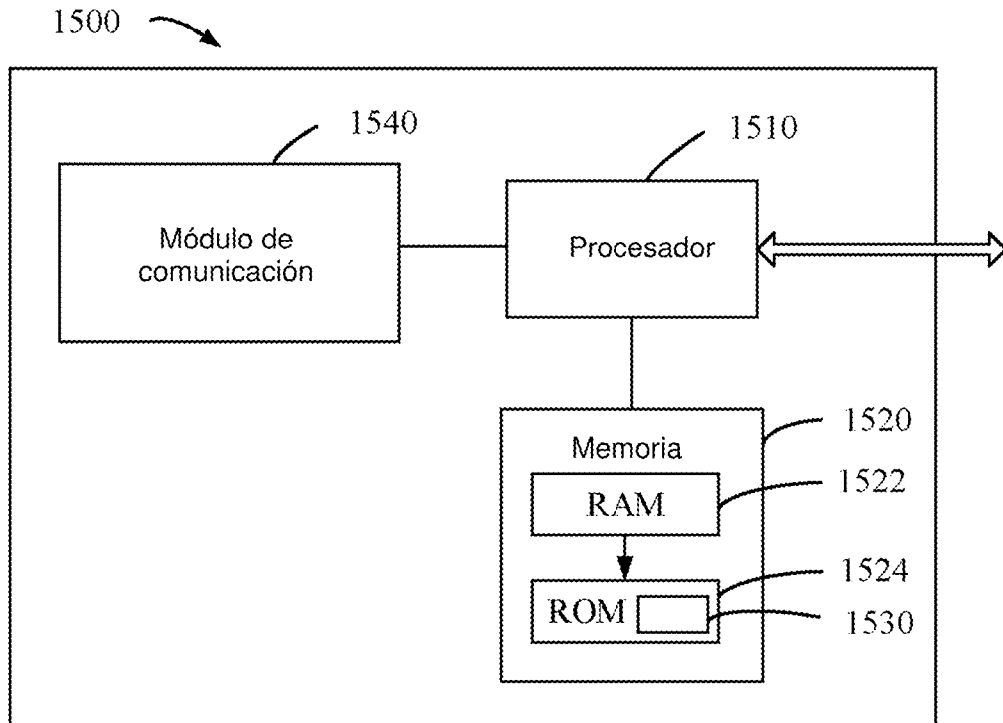 1500
1540
1510
Módulo de
comunicación
Procesador
1520
Memoria
1522
RAM
1524
ROM
1530